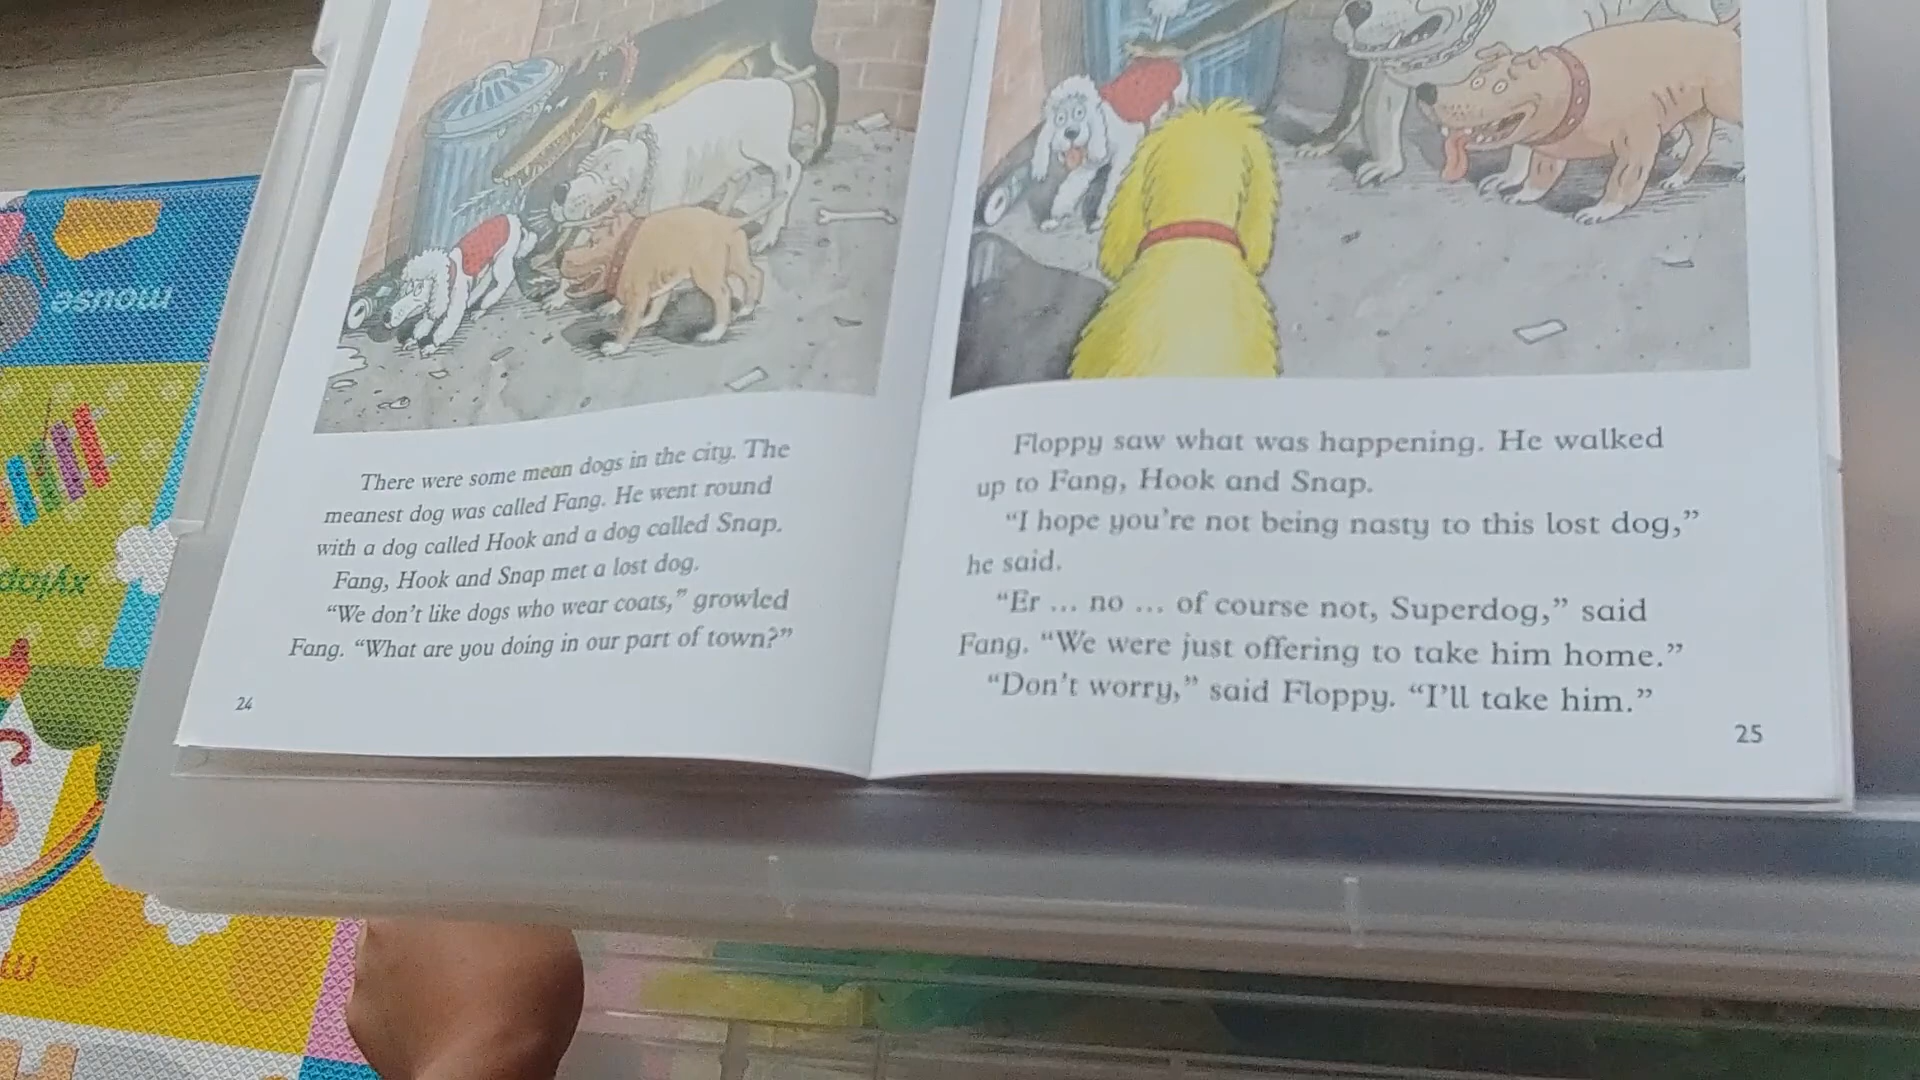 There were some mean dogs in the city. The
meanest dog was called Fang. He went round
with a dog called Hook and a dog called Snap.
Fang, Hook and Snap met a lost dog.
“We don’t like dogs who wear coats,” growled
Fang. “What are you doing in our part of town?”
24
Floppy saw what was happening. He walked
up to Fang, Hook and Snap.
“I hope you’re not being nasty to this lost dog,”
he said.
“Er ... no ... of course not, Superdog,” said
Fang. “We were just offering to take him home.”
“Don’t worry,” said Floppy. “I’ll take him.”
25
mouse